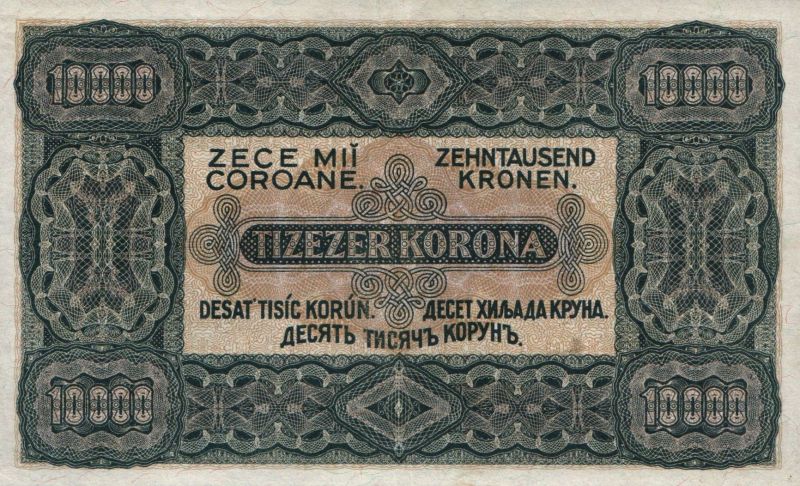 10000 10000
ZECE MIĬ
COROANE.
ZEHNTAUSEND
KRONEN.
TIZEZER KORONA
DESAŤ TISÍC KORÚN.
ДЕСЕТ ХИЉАДА КРУНА.
ДЕСЯТЬ ТИСЯЧЪ КОРУНЪ.
10000 10000